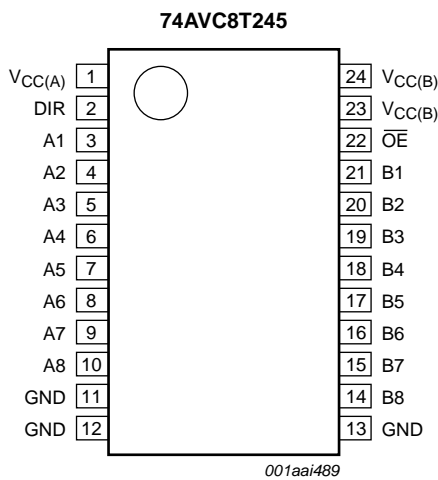 74AVC8T245
VCC(A) 1 24 VCC(B)
DIR 2 23 VCC(B)
A1 3 22 O̅E̅
A2 4 21 B1
A3 5 20 B2
A4 6 19 B3
A5 7 18 B4
A6 8 17 B5
A7 9 16 B6
A8 10 15 B7
GND 11 14 B8
GND 12 13 GND
001aai489